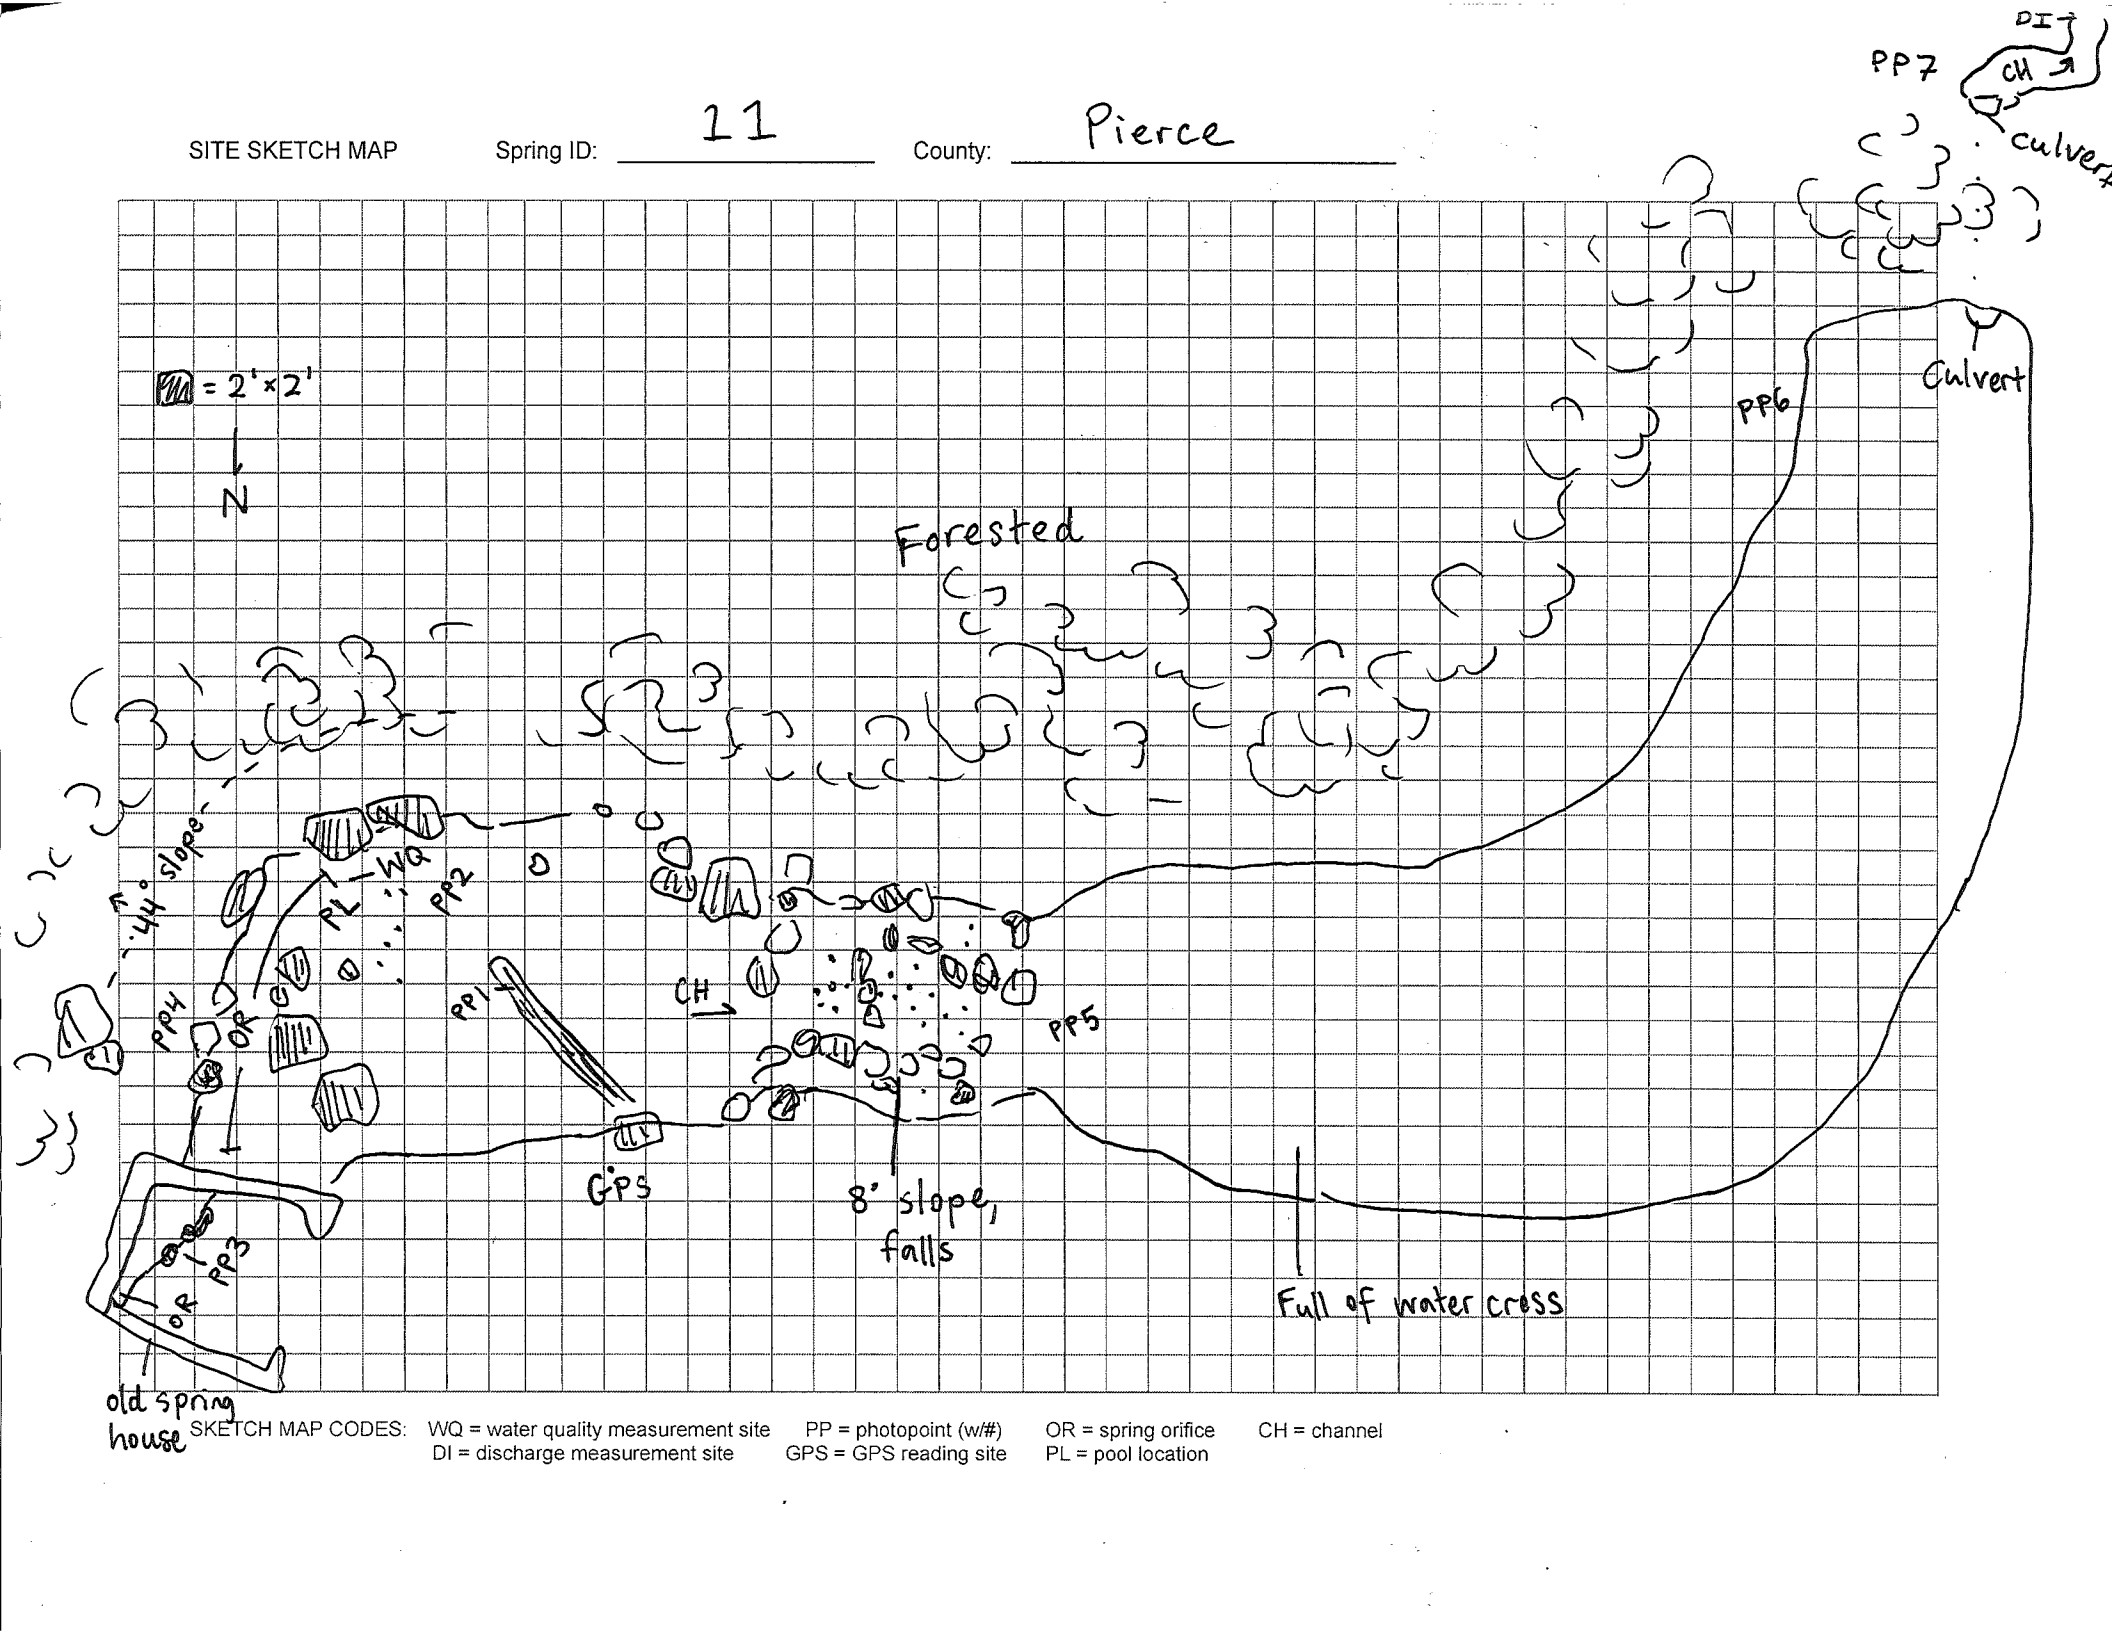 DI
PP7
CH
culvert
SITE SKETCH MAP Spring ID: 11 County: Pierce
= 2' × 2'
N
Culvert
PP6
Forested
44° slope
WQ
PL
PP2
PP1
CH
PP4
OR
PP5
GPS
8° slope,
falls
PP3
OR
Full of water cress
old spring
house
SKETCH MAP CODES: WQ = water quality measurement site PP = photopoint (w/#) OR = spring orifice CH = channel
DI = discharge measurement site GPS = GPS reading site PL = pool location